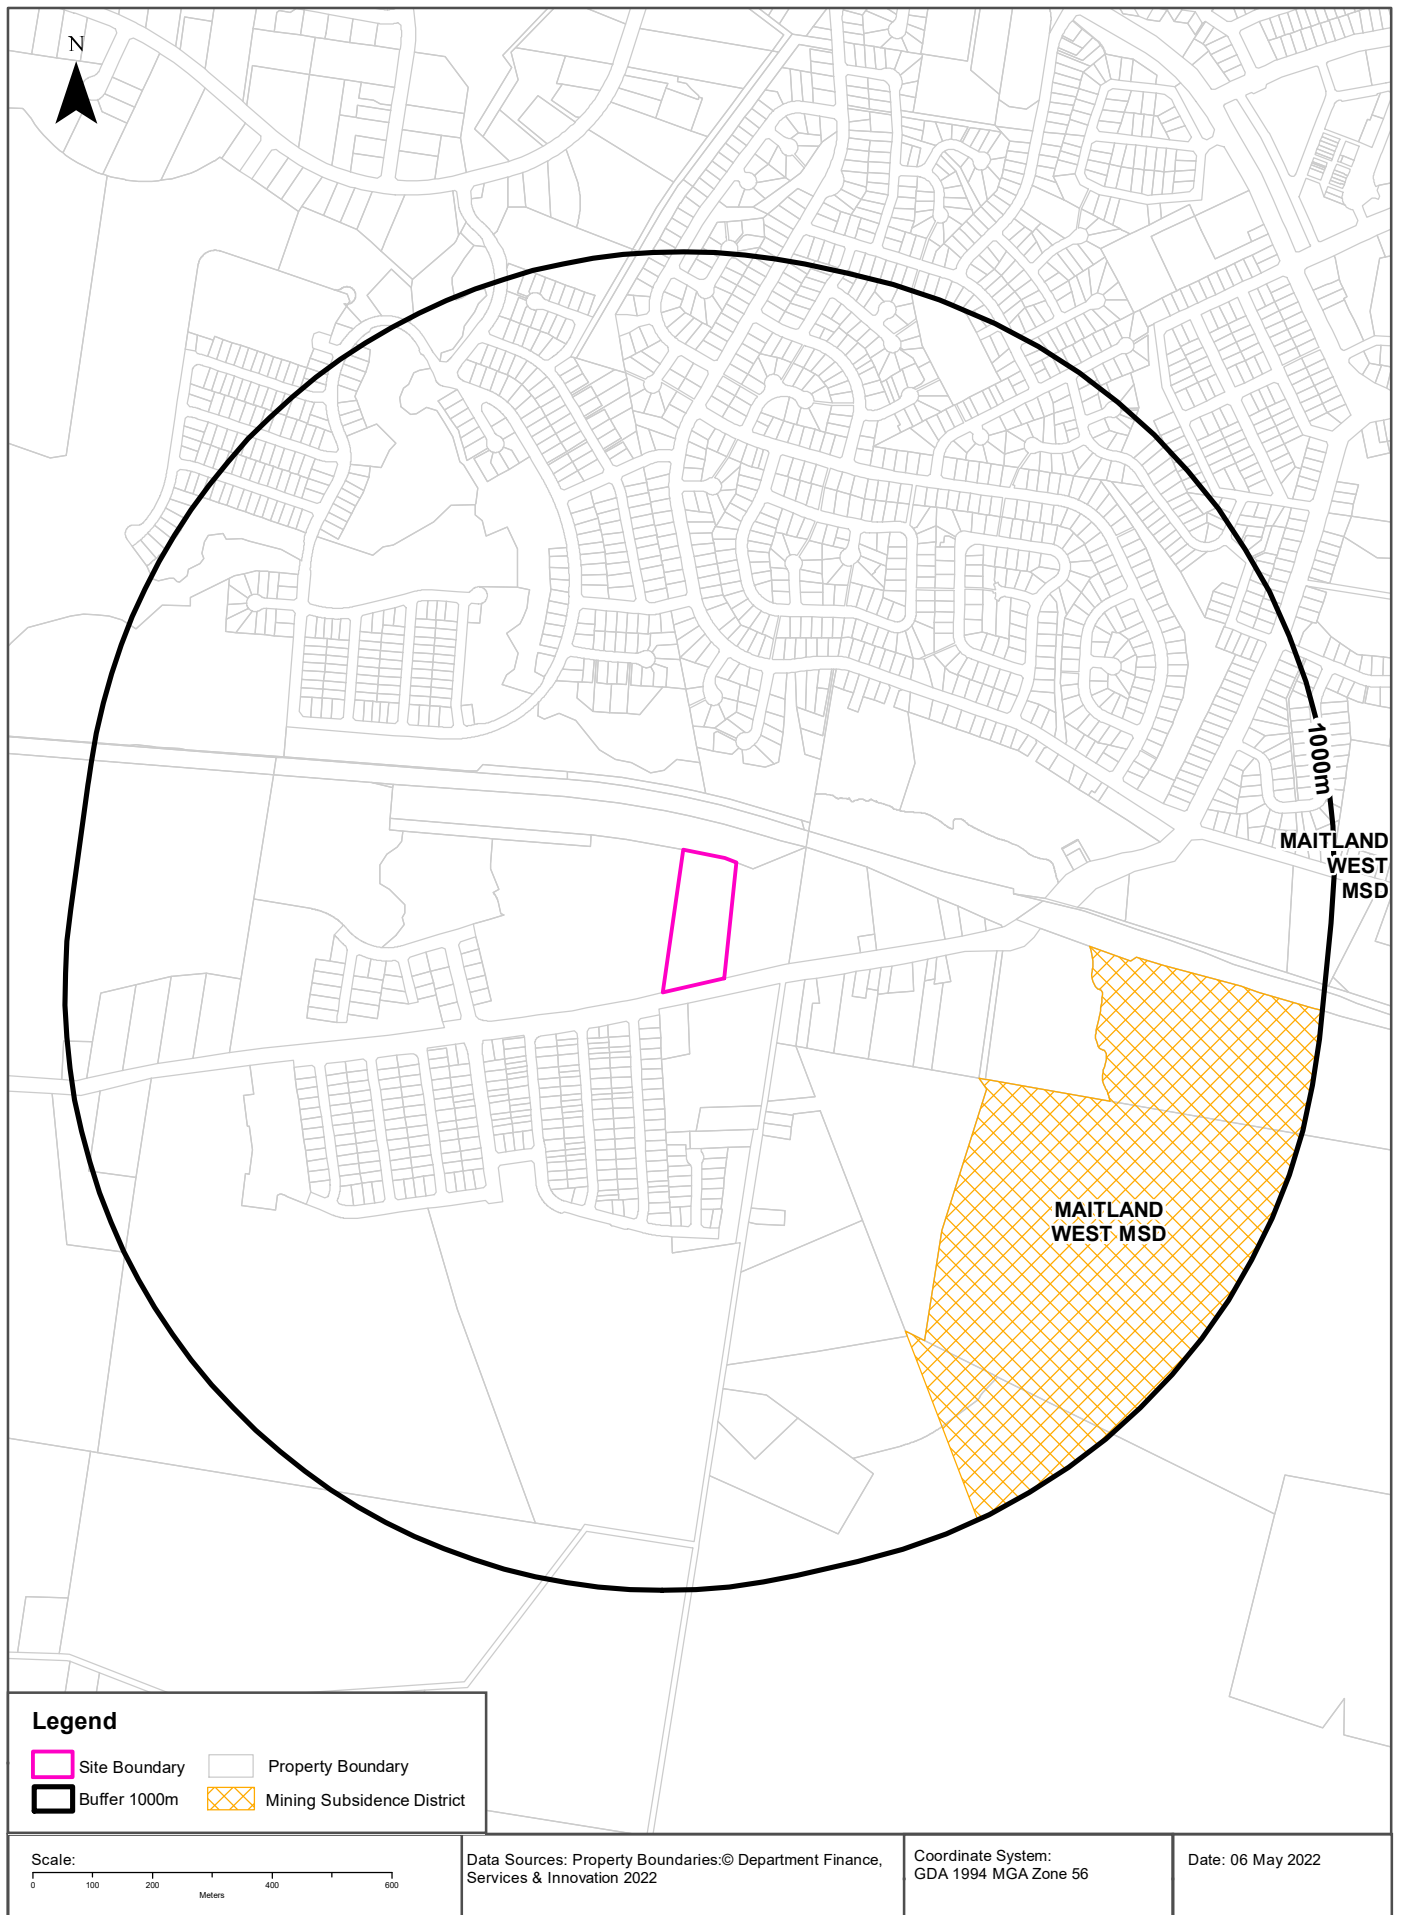 N
1000m
MAITLAND
WEST
MSD
MAITLAND
WEST MSD
Legend
Site Boundary
Property Boundary
Buffer 1000m
Mining Subsidence District
Scale:
0 100 200 400 600
Meters
Data Sources: Property Boundaries:© Department Finance,
Services & Innovation 2022
Coordinate System:
GDA 1994 MGA Zone 56
Date: 06 May 2022